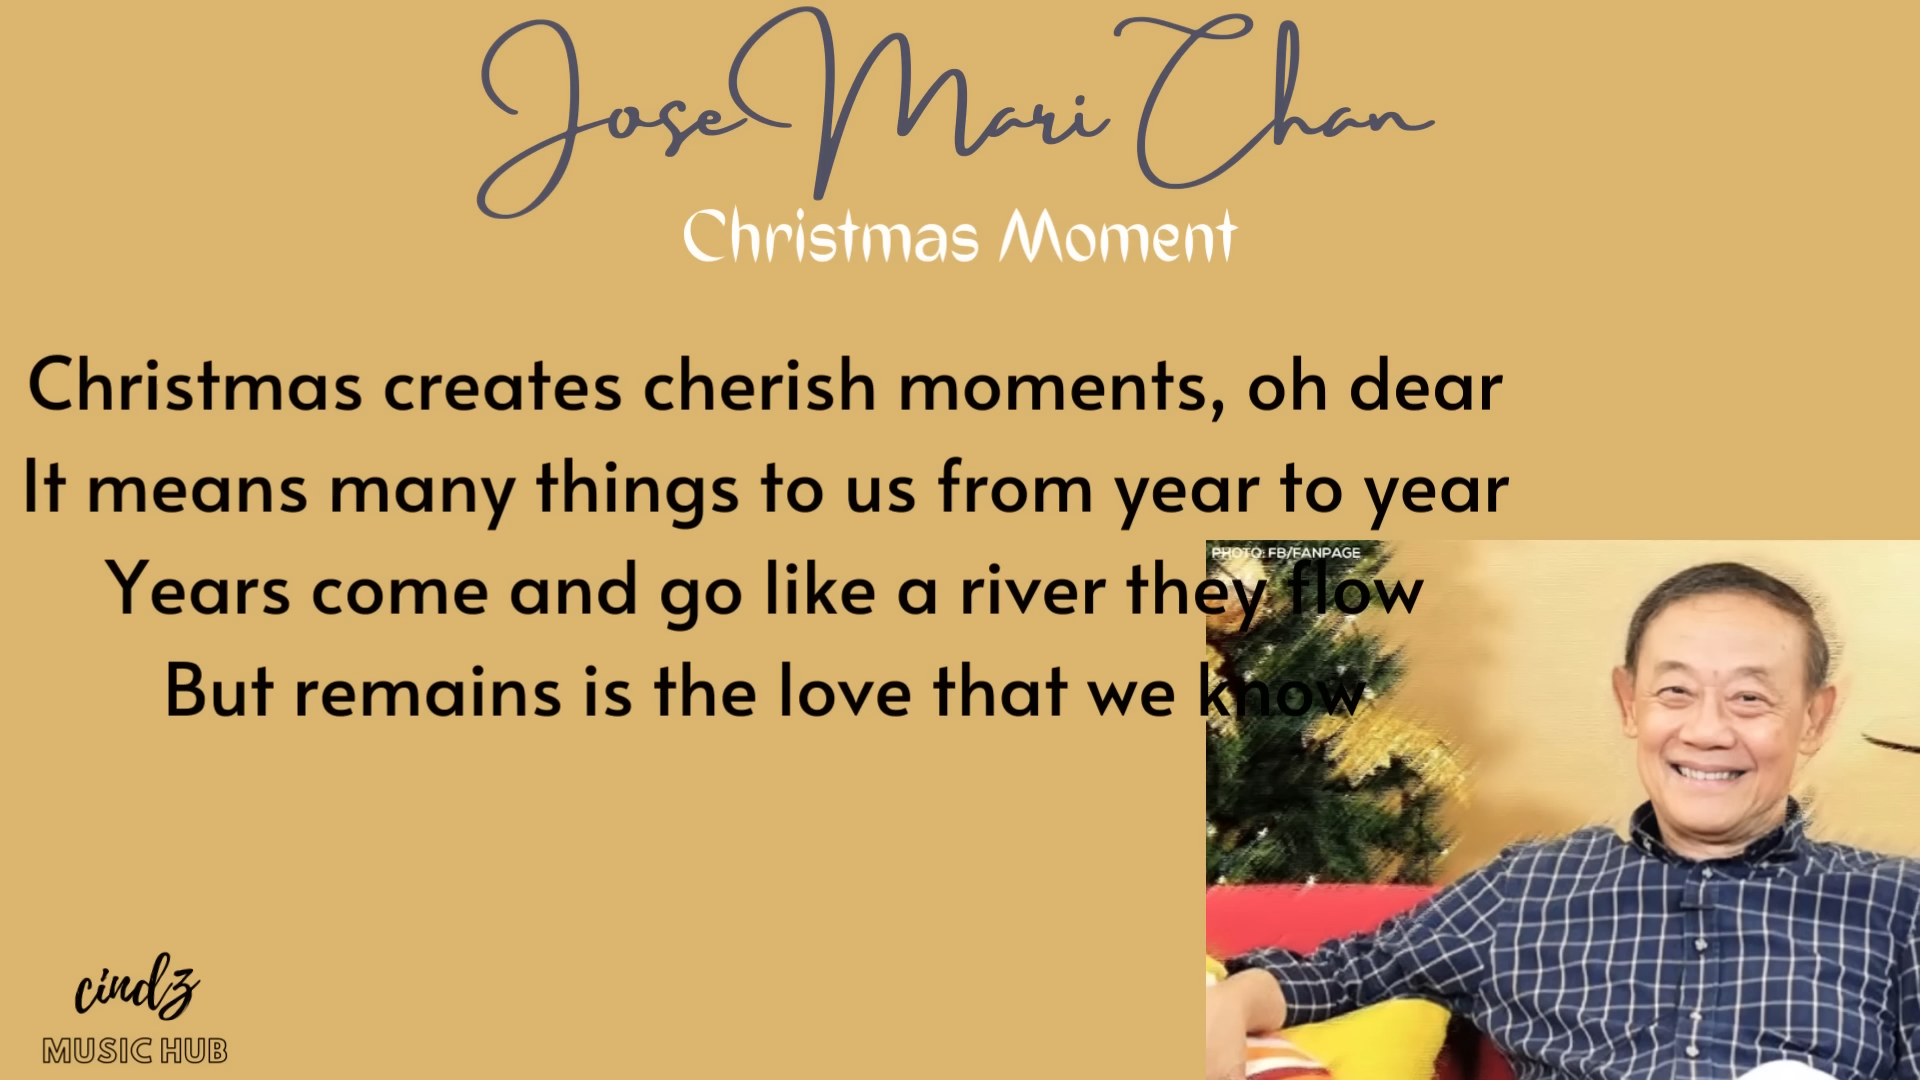 Jose Mari Chan
Christmas Moment
Christmas creates cherish moments, oh dear
It means many things to us from year to year
Years come and go like a river they flow
But remains is the love that we know
PHOTO: FB/FANPAGE
cindz
MUSIC HUB